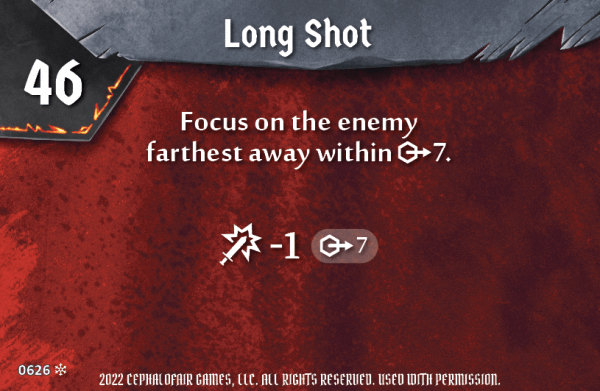 Long Shot
46
Focus on the enemy
farthest away within 7.
-1 7
0626
2022 CEPHALOFAIR GAMES, LLC. ALL RIGHTS RESERVED. USED WITH PERMISSION.